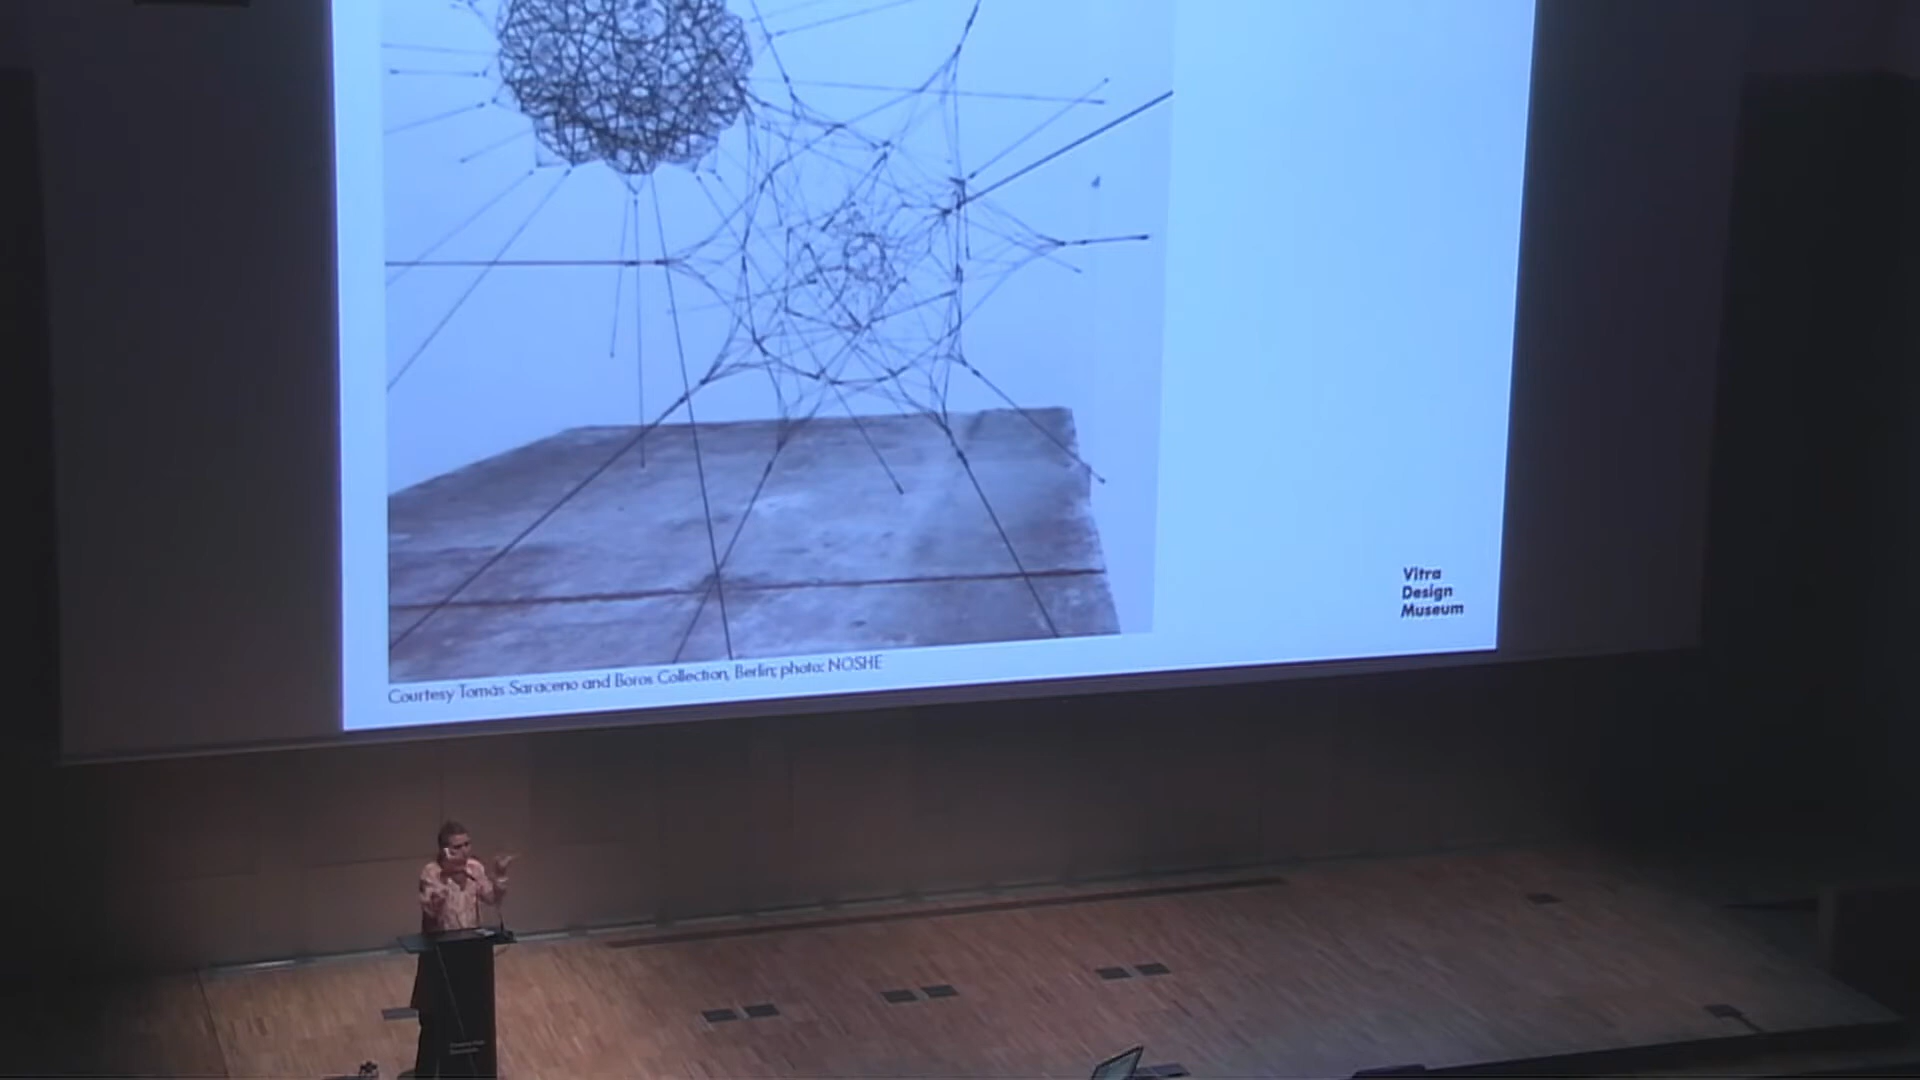 Vitra
Design
Museum
Courtesy Tomás Saraceno and Boros Collection, Berlin; photo: NOSHE